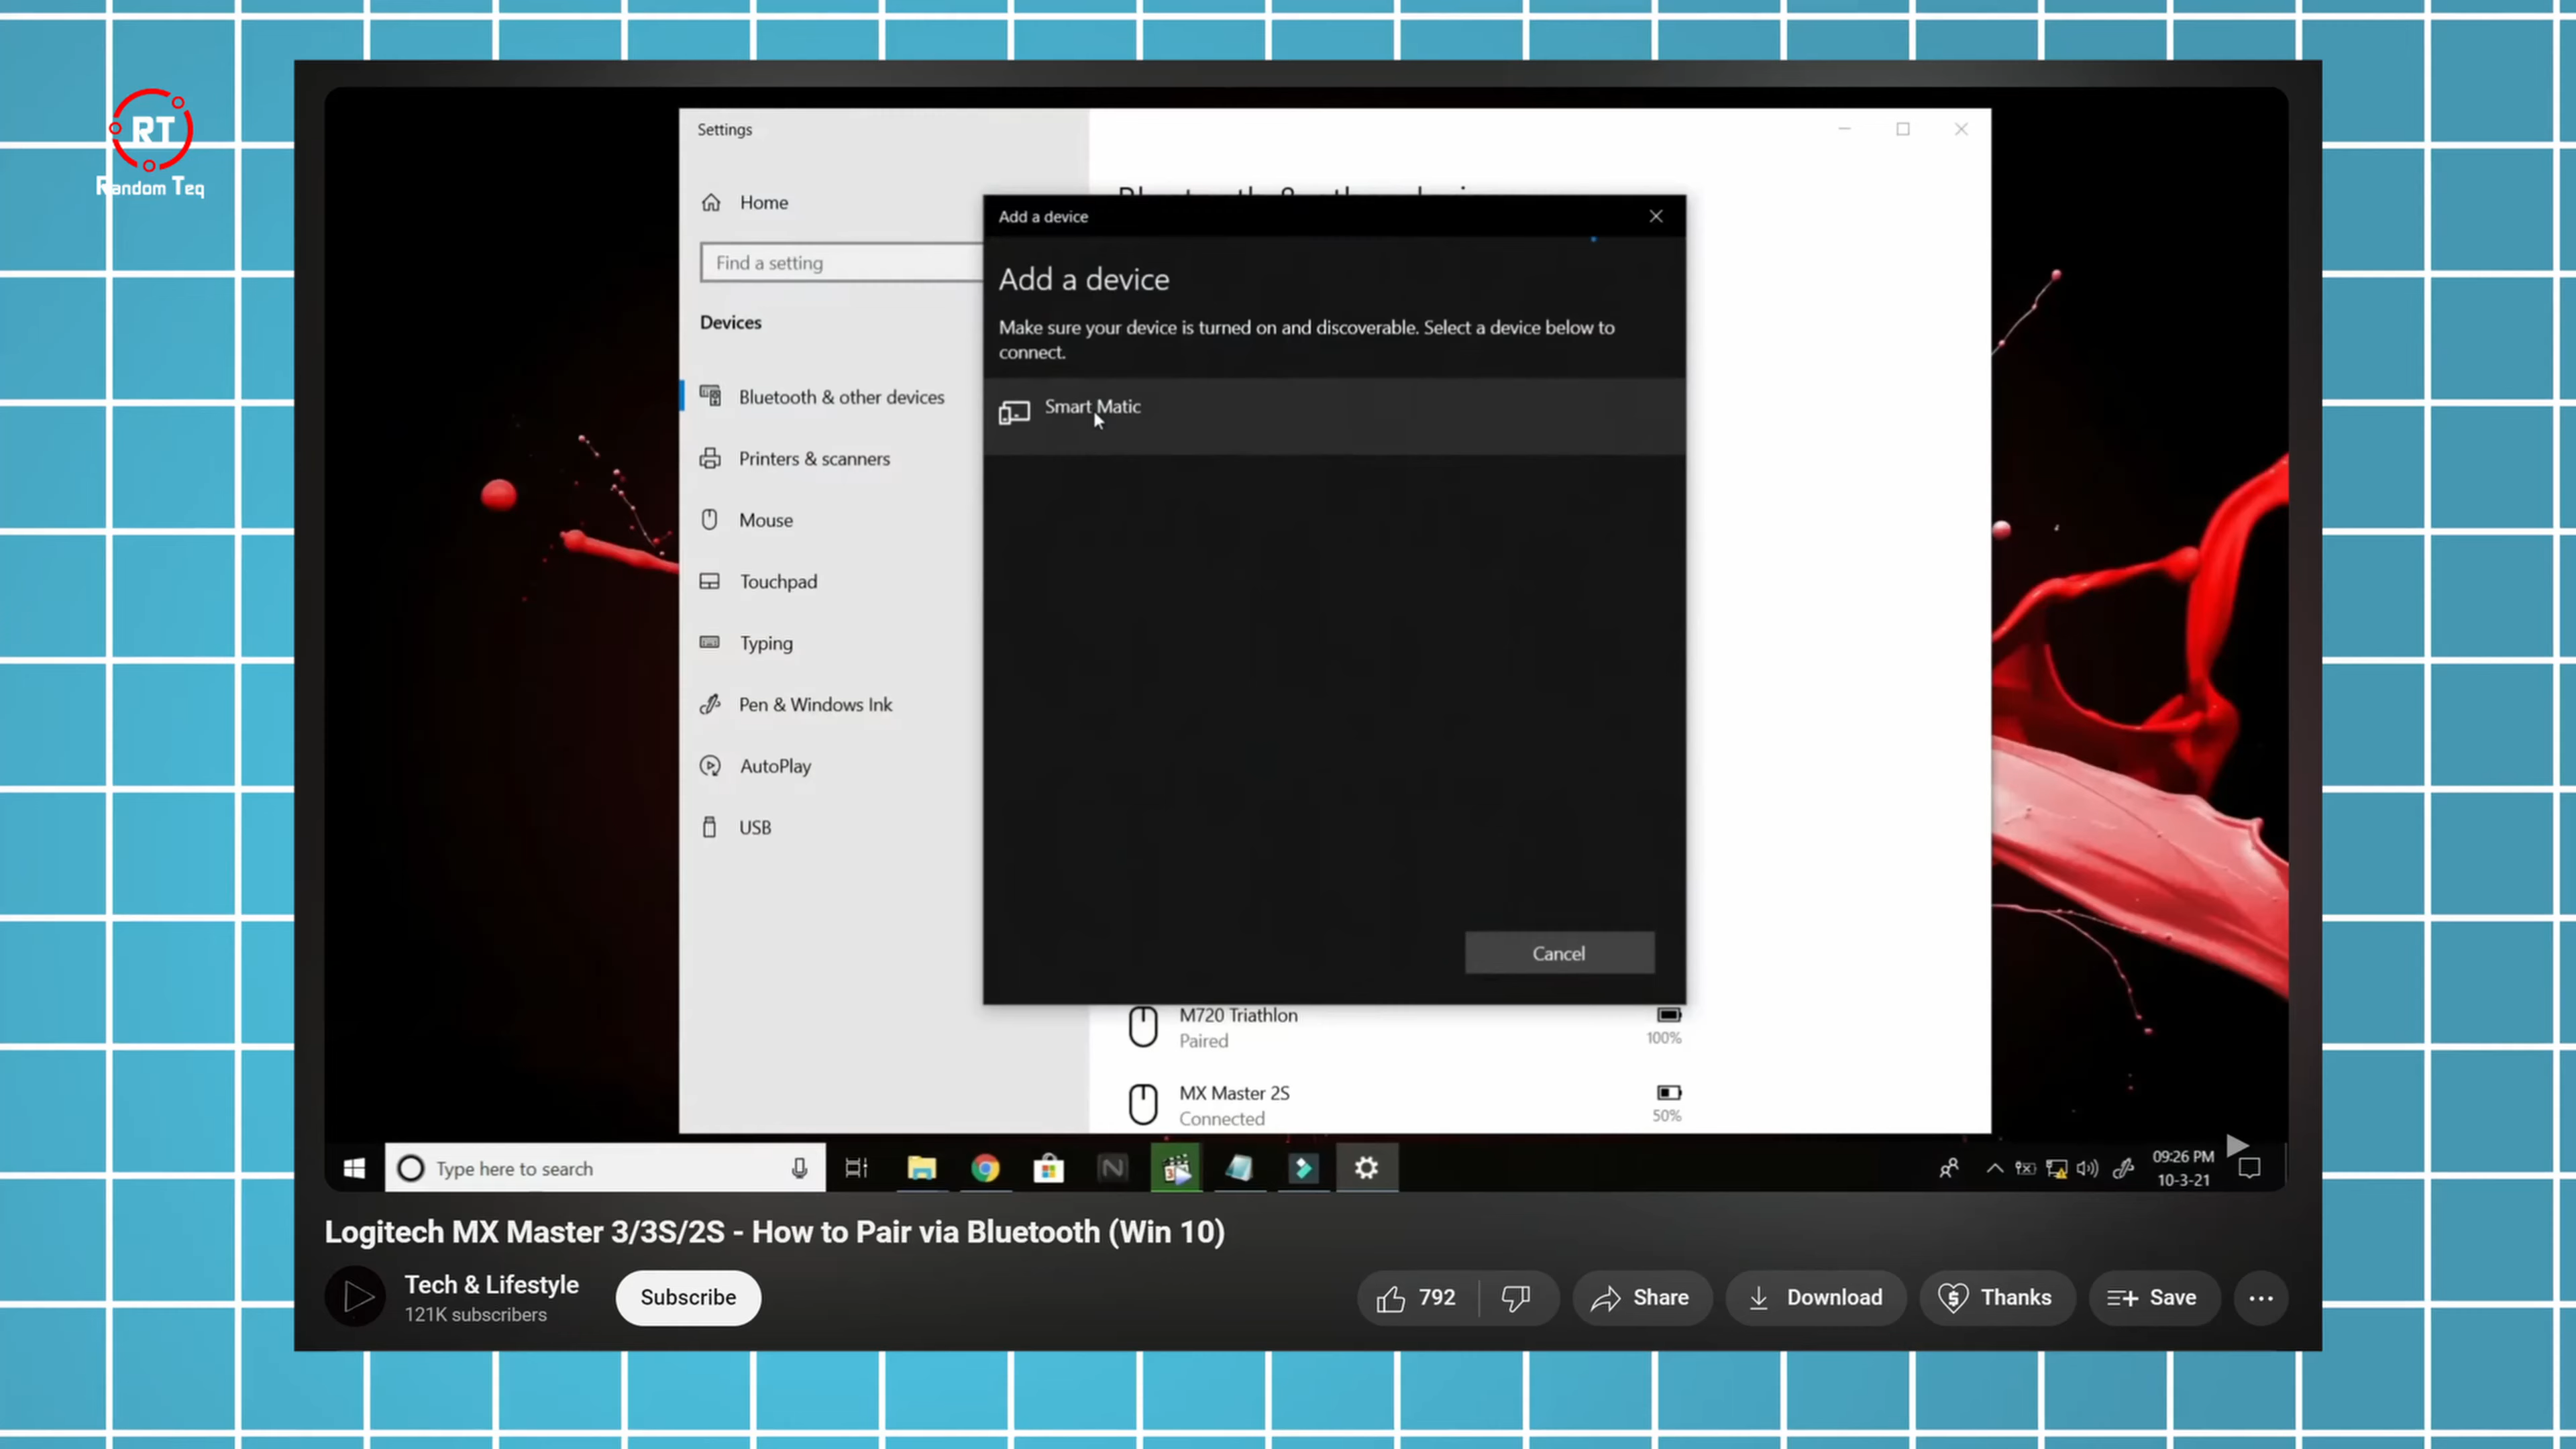 RT
Random Teq
Settings
Home
Find a setting
Devices
Bluetooth & other devices
Printers & scanners
Mouse
Touchpad
Typing
Pen & Windows Ink
AutoPlay
USB
Add a device
Add a device
Make sure your device is turned on and discoverable. Select a device below to
connect.
Smart Matic
Cancel
M720 Triathlon
Paired
100%
MX Master 2S
Connected
50%
Type here to search
09:26 PM
10-3-21
Logitech MX Master 3/3S/2S - How to Pair via Bluetooth (Win 10)
Tech & Lifestyle
121K subscribers
Subscribe
792
Share
Download
Thanks
Save